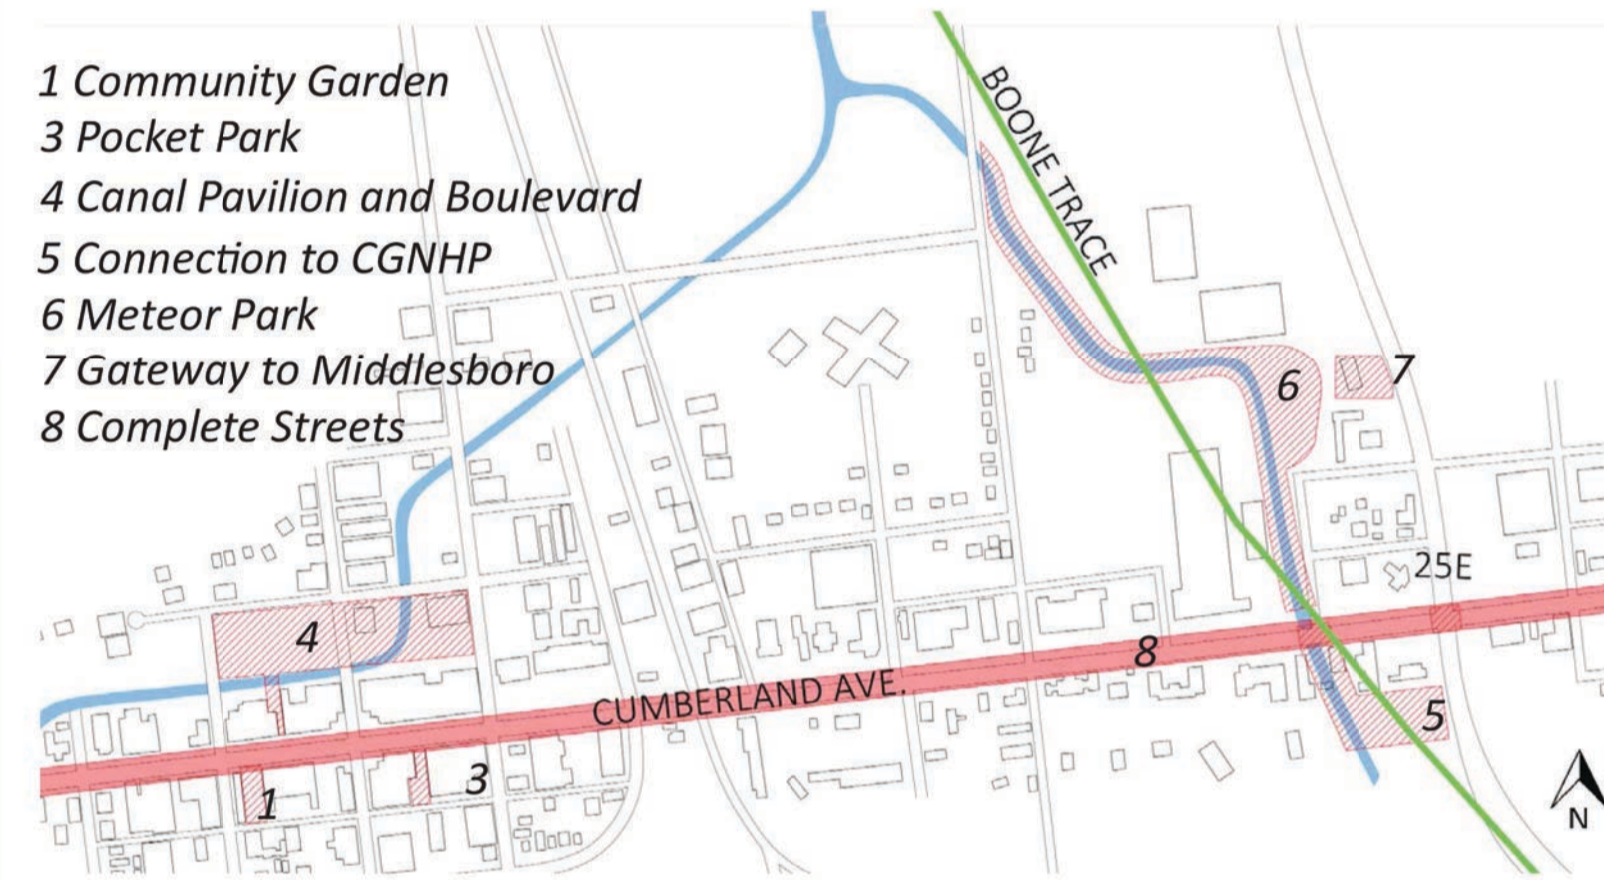 1 Community Garden
3 Pocket Park
4 Canal Pavilion and Boulevard
5 Connection to CGNHP
6 Meteor Park
7 Gateway to Middlesboro
8 Complete Streets
BOONE TRACE
6
7
25E
4
8
CUMBERLAND AVE.
5
3
1
N